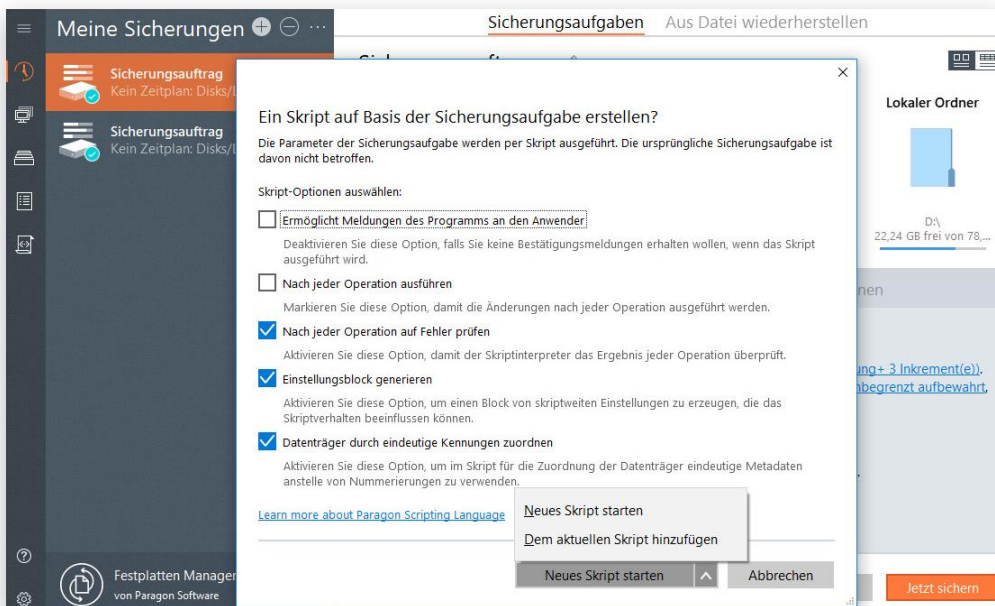 Meine Sicherungen
Sicherungsaufgaben
Aus Datei wiederherstellen
Sicherungsauftrag
Kein Zeitplan: Disks/
Sicherungsauftrag
Kein Zeitplan: Disks/
Ein Skript auf Basis der Sicherungsaufgabe erstellen?
Die Parameter der Sicherungsaufgabe werden per Skript ausgeführt. Die ursprüngliche Sicherungsaufgabe ist
davon nicht betroffen.
Skript-Optionen auswählen:
Ermöglicht Meldungen des Programms an den Anwender
Deaktivieren Sie diese Option, falls Sie keine Bestätigungsmeldungen erhalten wollen, wenn das Skript
ausgeführt wird.
Nach jeder Operation ausführen
Markieren Sie diese Option, damit die Änderungen nach jeder Operation ausgeführt werden.
Nach jeder Operation auf Fehler prüfen
Aktivieren Sie diese Option, damit der Skriptinterpreter das Ergebnis jeder Operation überprüft.
Einstellungsblock generieren
Aktivieren Sie diese Option, um einen Block von skriptweiten Einstellungen zu erzeugen, die das
Skriptverhalten beeinflussen können.
Datenträger durch eindeutige Kennungen zuordnen
Aktivieren Sie diese Option, um im Skript für die Zuordnung der Datenträger eindeutige Metadaten
anstelle von Nummerierungen zu verwenden.
Learn more about Paragon Scripting Language
Neues Skript starten
Dem aktuellen Skript hinzufügen
Neues Skript starten
Abbrechen
Lokaler Ordner
D:\
22,24 GB frei von 78,...
nen
ung+ 3 Inkrement(e)).
nbegrenzt aufbewahrt,
Festplatten Manager
von Paragon Software
Jetzt sichern